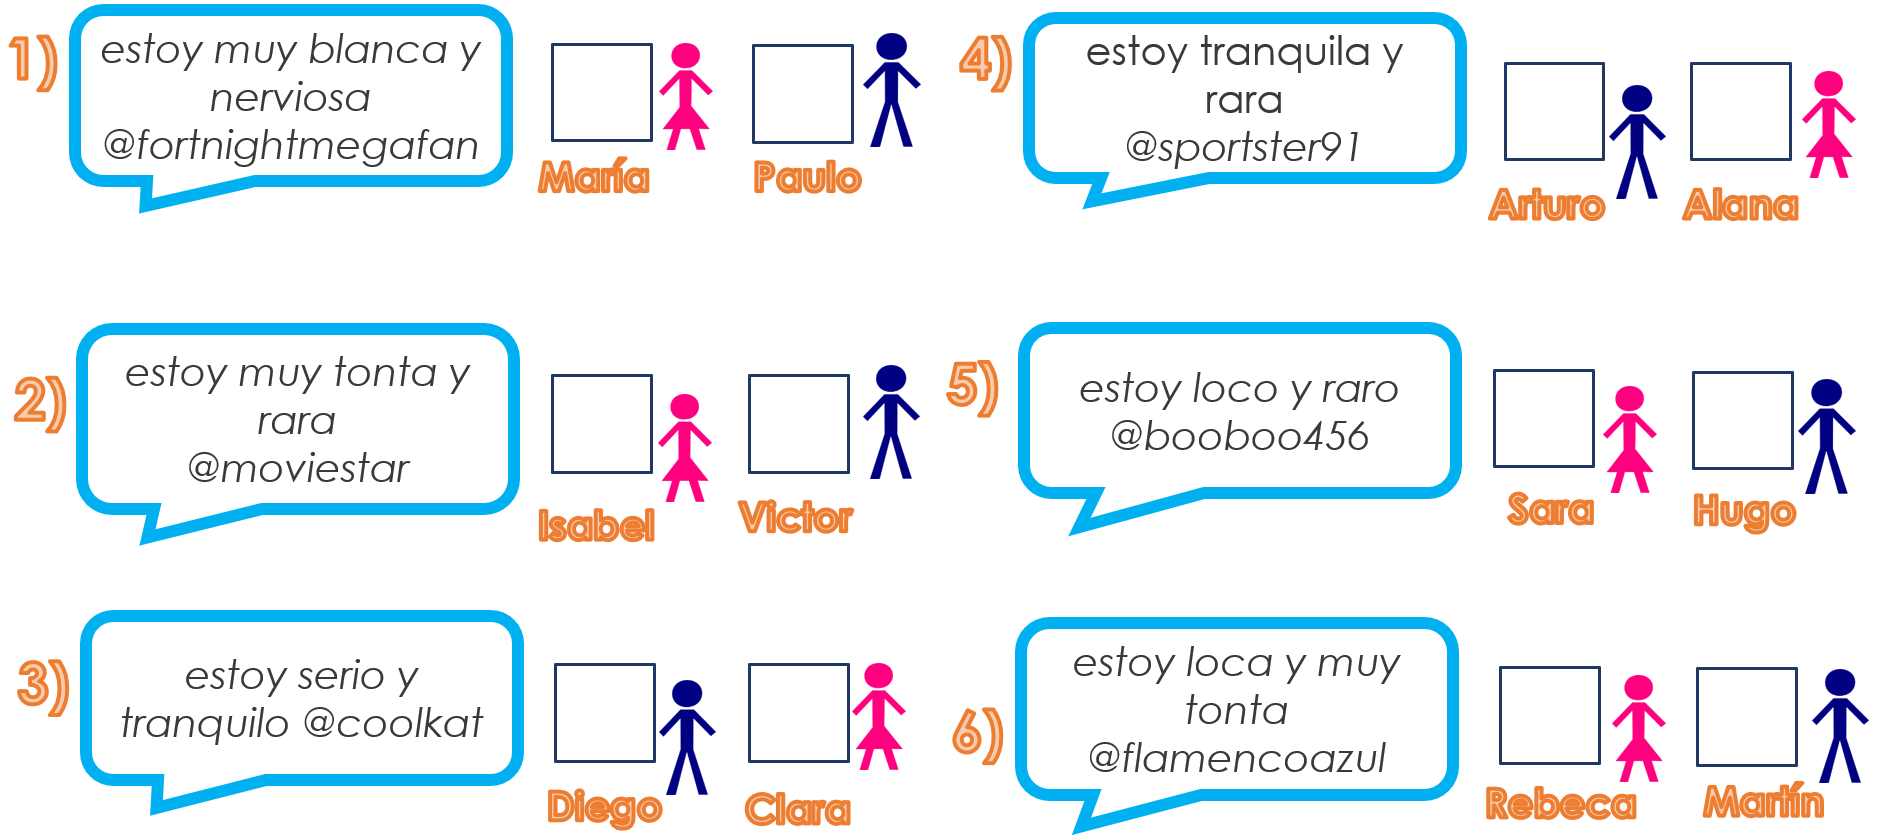 1)
estoy muy blanca y
nerviosa
@fortnightmegafan
María
Paulo
2)
estoy muy tonta y
rara
@moviestar
Isabel
Victor
3)
estoy serio y
tranquilo @coolkat
Diego
Clara
4)
estoy tranquila y
rara
@sportster91
Arturo
Alana
5)
estoy loco y raro
@booboo456
Sara
Hugo
6)
estoy loca y muy
tonta
@flamencoazul
Rebeca
Martín